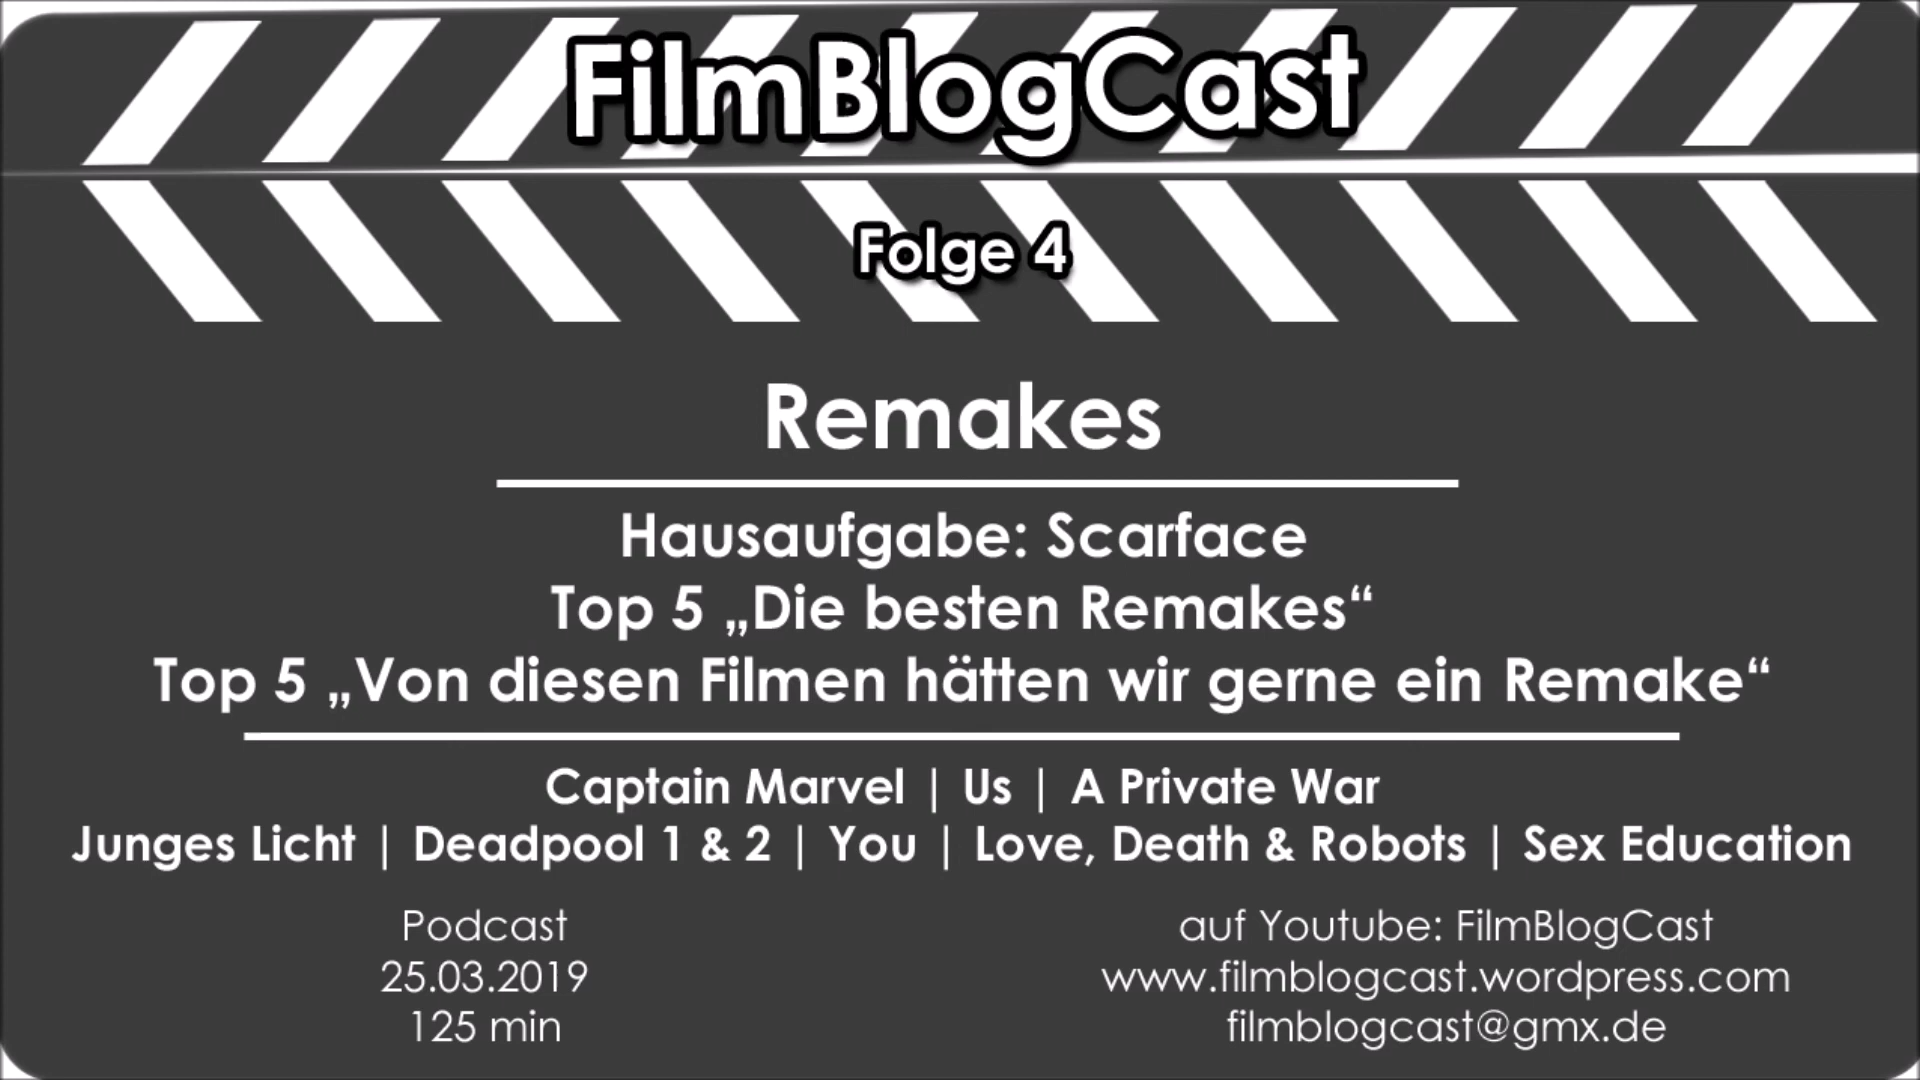 FilmBlogCast
Folge 4
Remakes
Hausaufgabe: Scarface
Top 5 „Die besten Remakes“
Top 5 „Von diesen Filmen hätten wir gerne ein Remake“
Captain Marvel | Us | A Private War
Junges Licht | Deadpool 1 & 2 | You | Love, Death & Robots | Sex Education
Podcast
25.03.2019
125 min
auf Youtube: FilmBlogCast
www.filmblogcast.wordpress.com
filmblogcast@gmx.de